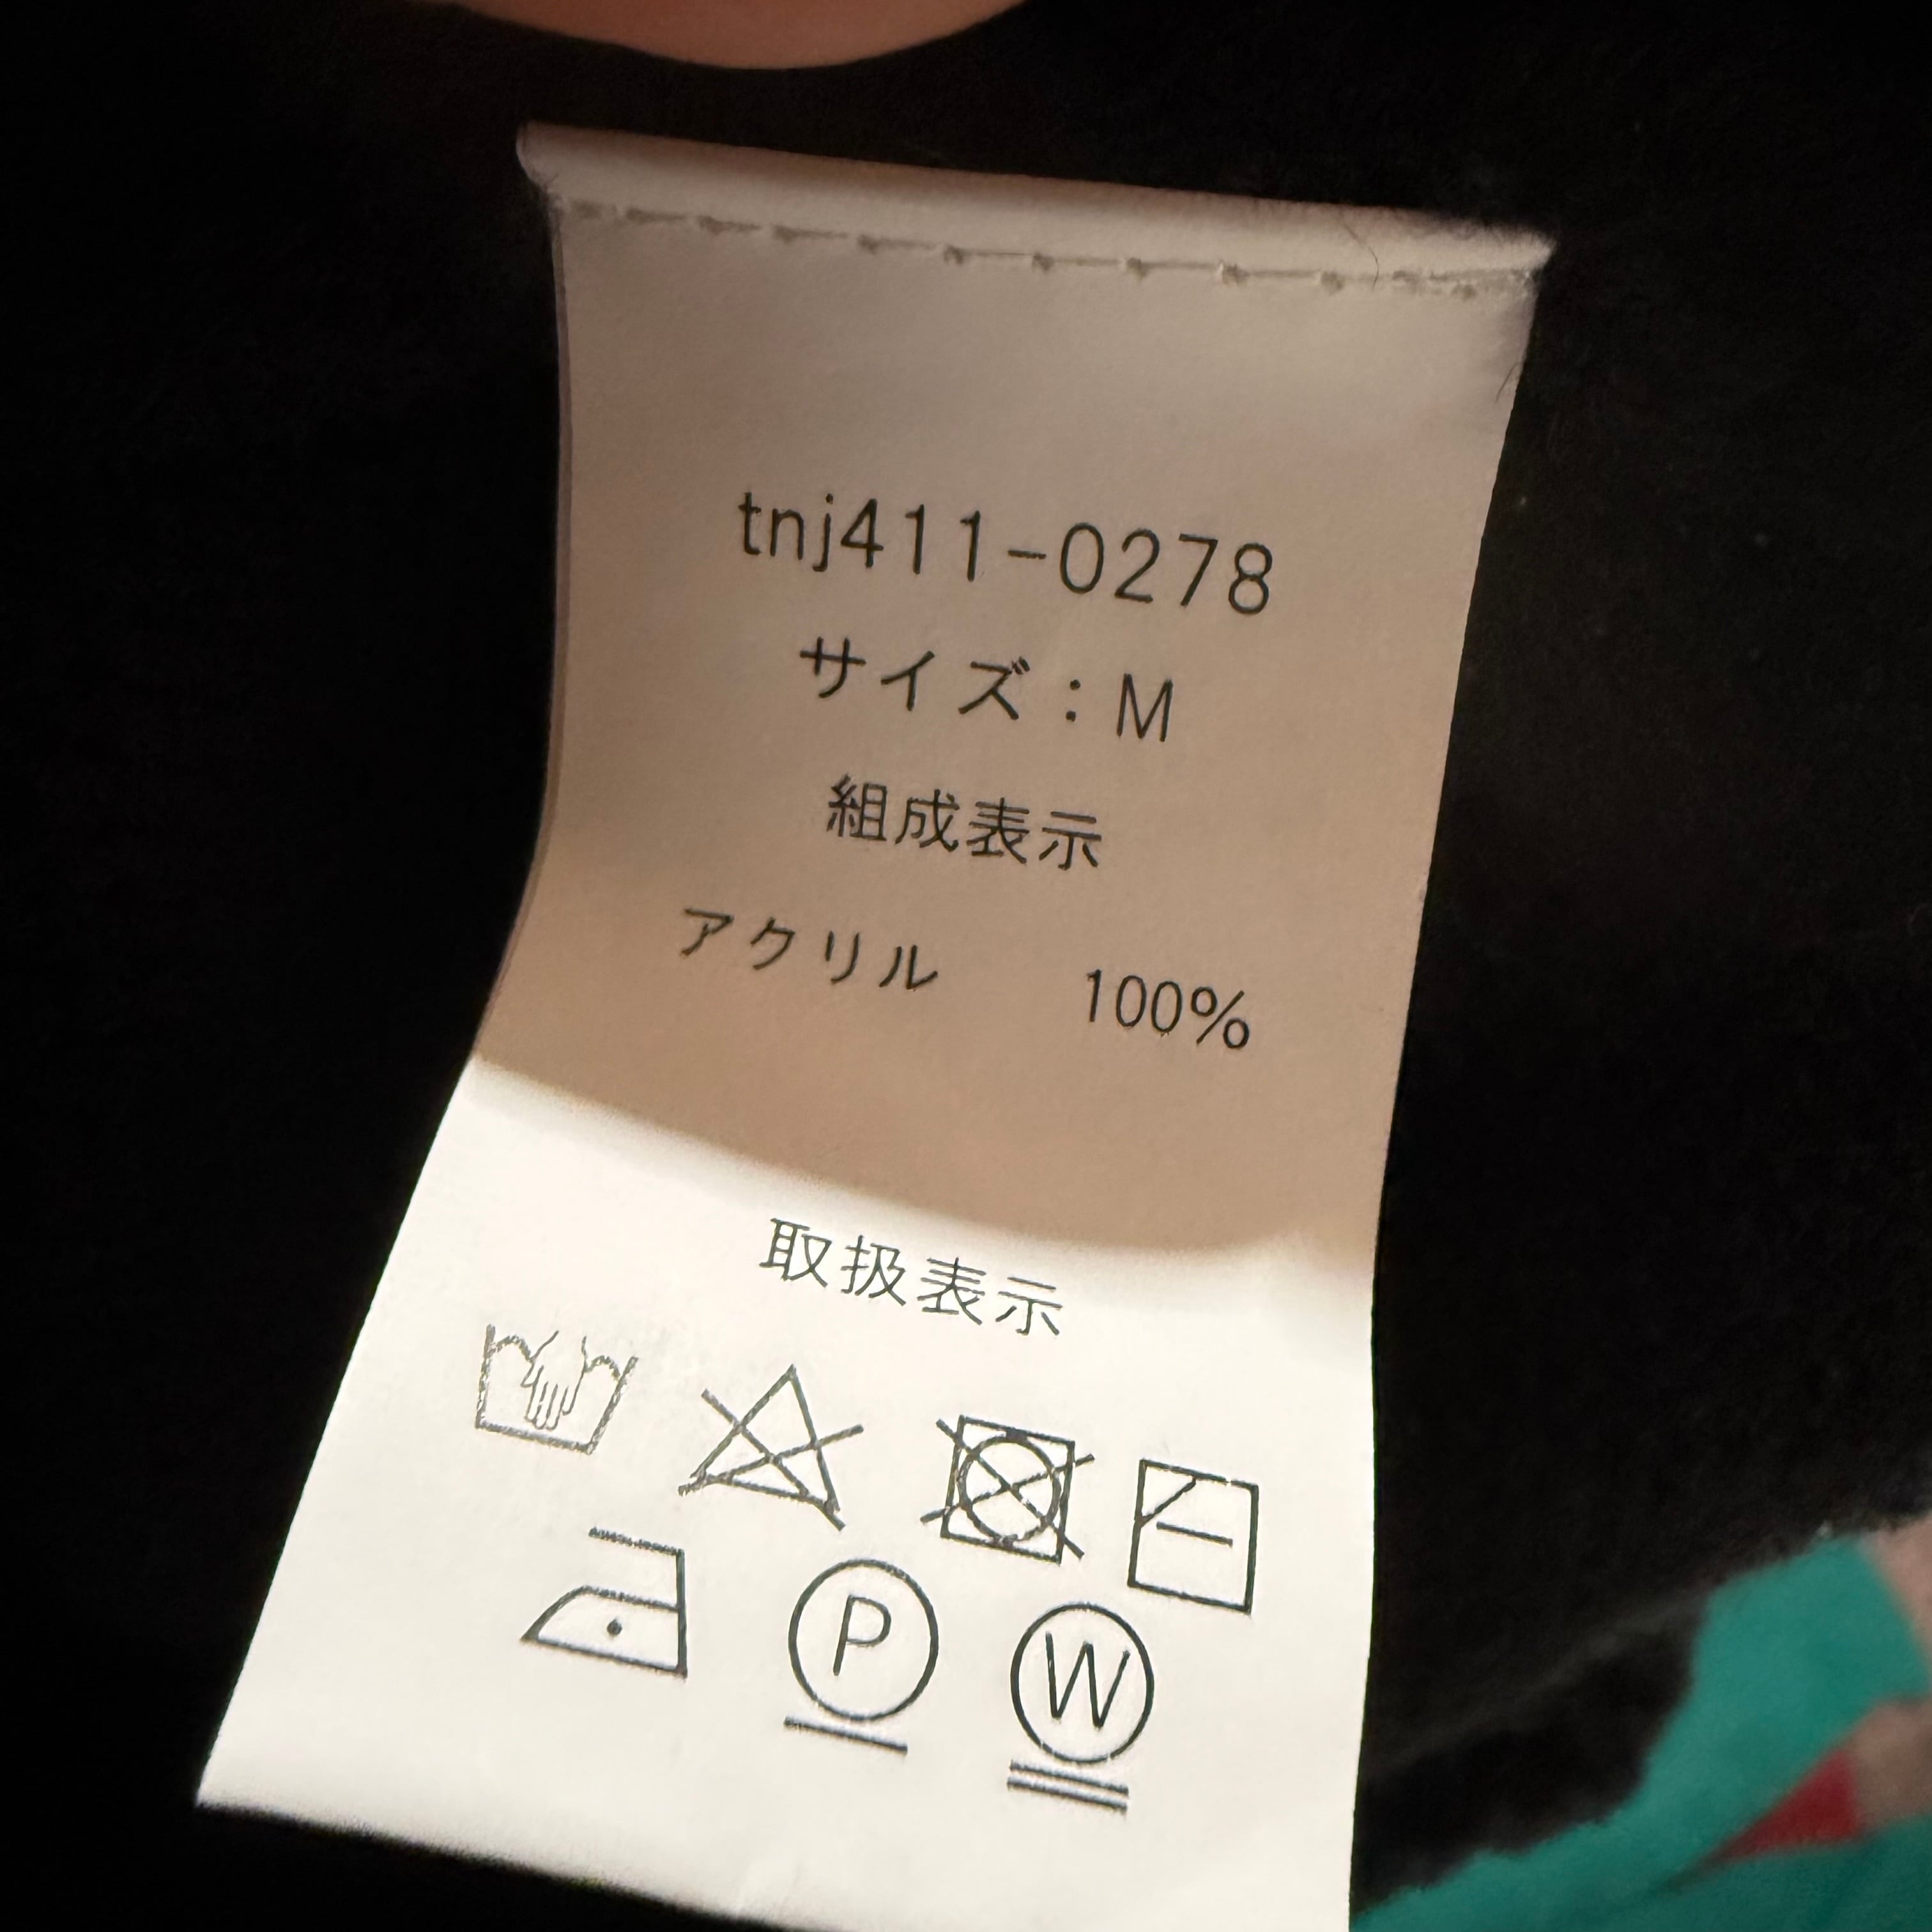 tnj411-0278
サイズ：M
組成表示
アクリル 100%
取扱表示
P W